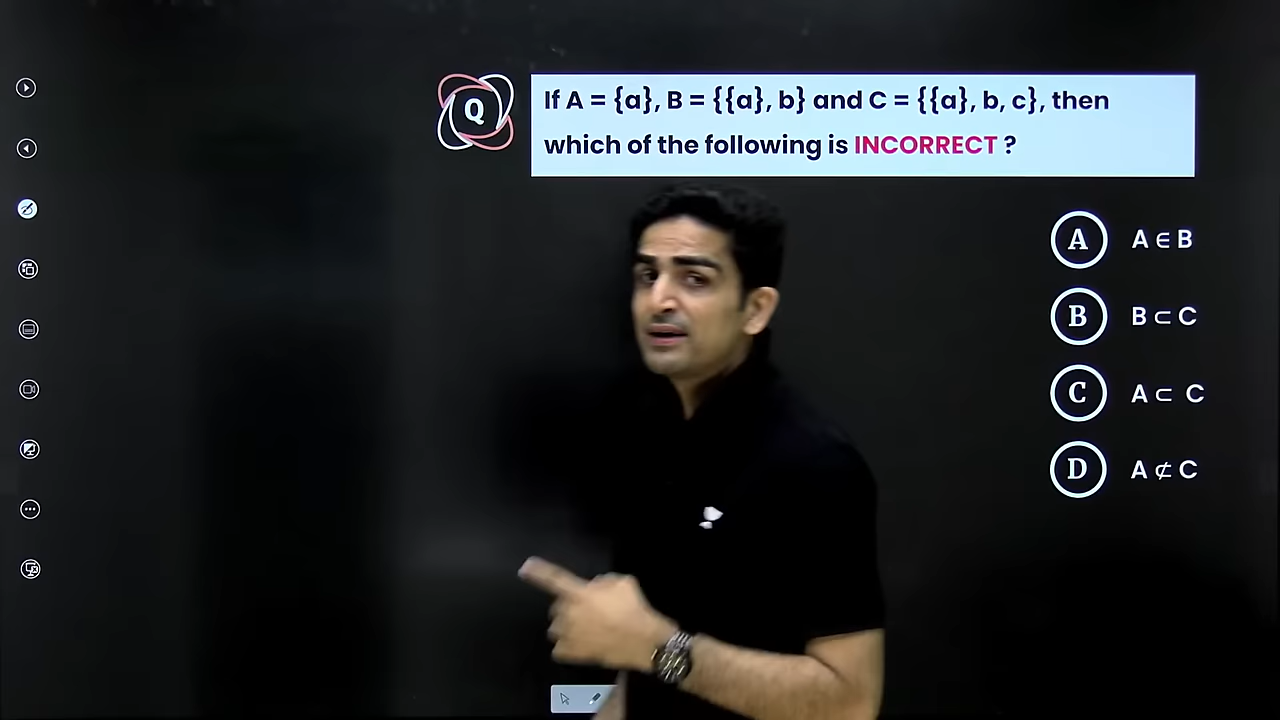 Q
If A = {a}, B = {{a}, b} and C = {{a}, b, c}, then
which of the following is INCORRECT ?
A A ∈ B
B B ⊂ C
C A ⊂ C
D A ⊄ C